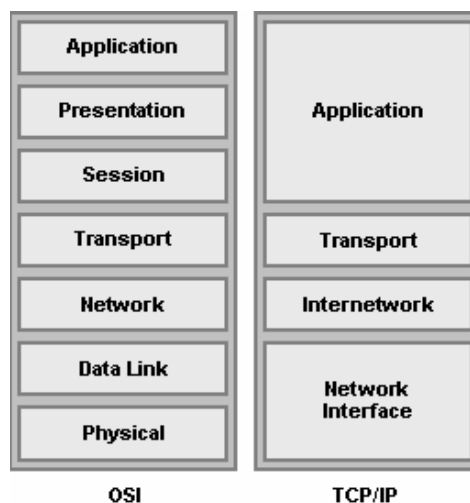 Application
Presentation
Session
Transport
Network
Data Link
Physical
OSI
Application
Transport
Internetwork
Network
Interface
TCP/IP